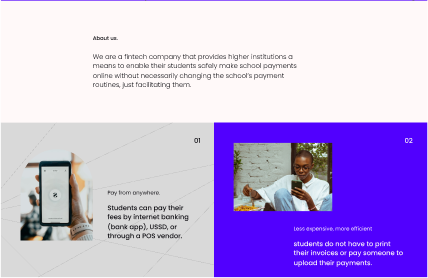 About us.
We are a fintech company that provides higher institutions a
means to enable their students safely make school payments
online without necessarily changing the school's payment
routines, just facilitating them.
01
Pay from anywhere.
Students can pay their
fees by internet banking
(bank app), USSD, or
through a POS vendor.
02
Less expensive, more efficient
students do not have to print
their invoices or pay someone to
upload their payments.